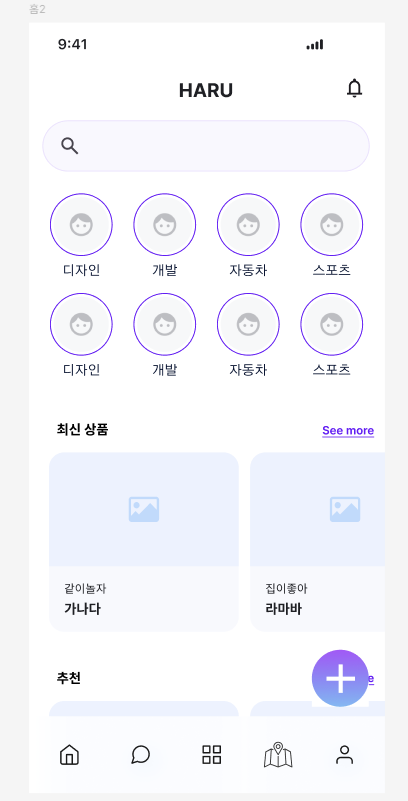 홈2
9:41
HARU
디자인 개발 자동차 스포츠
디자인 개발 자동차 스포츠
최신 상품 See more
같이놀자 집이좋아
가나다 라마바
추천